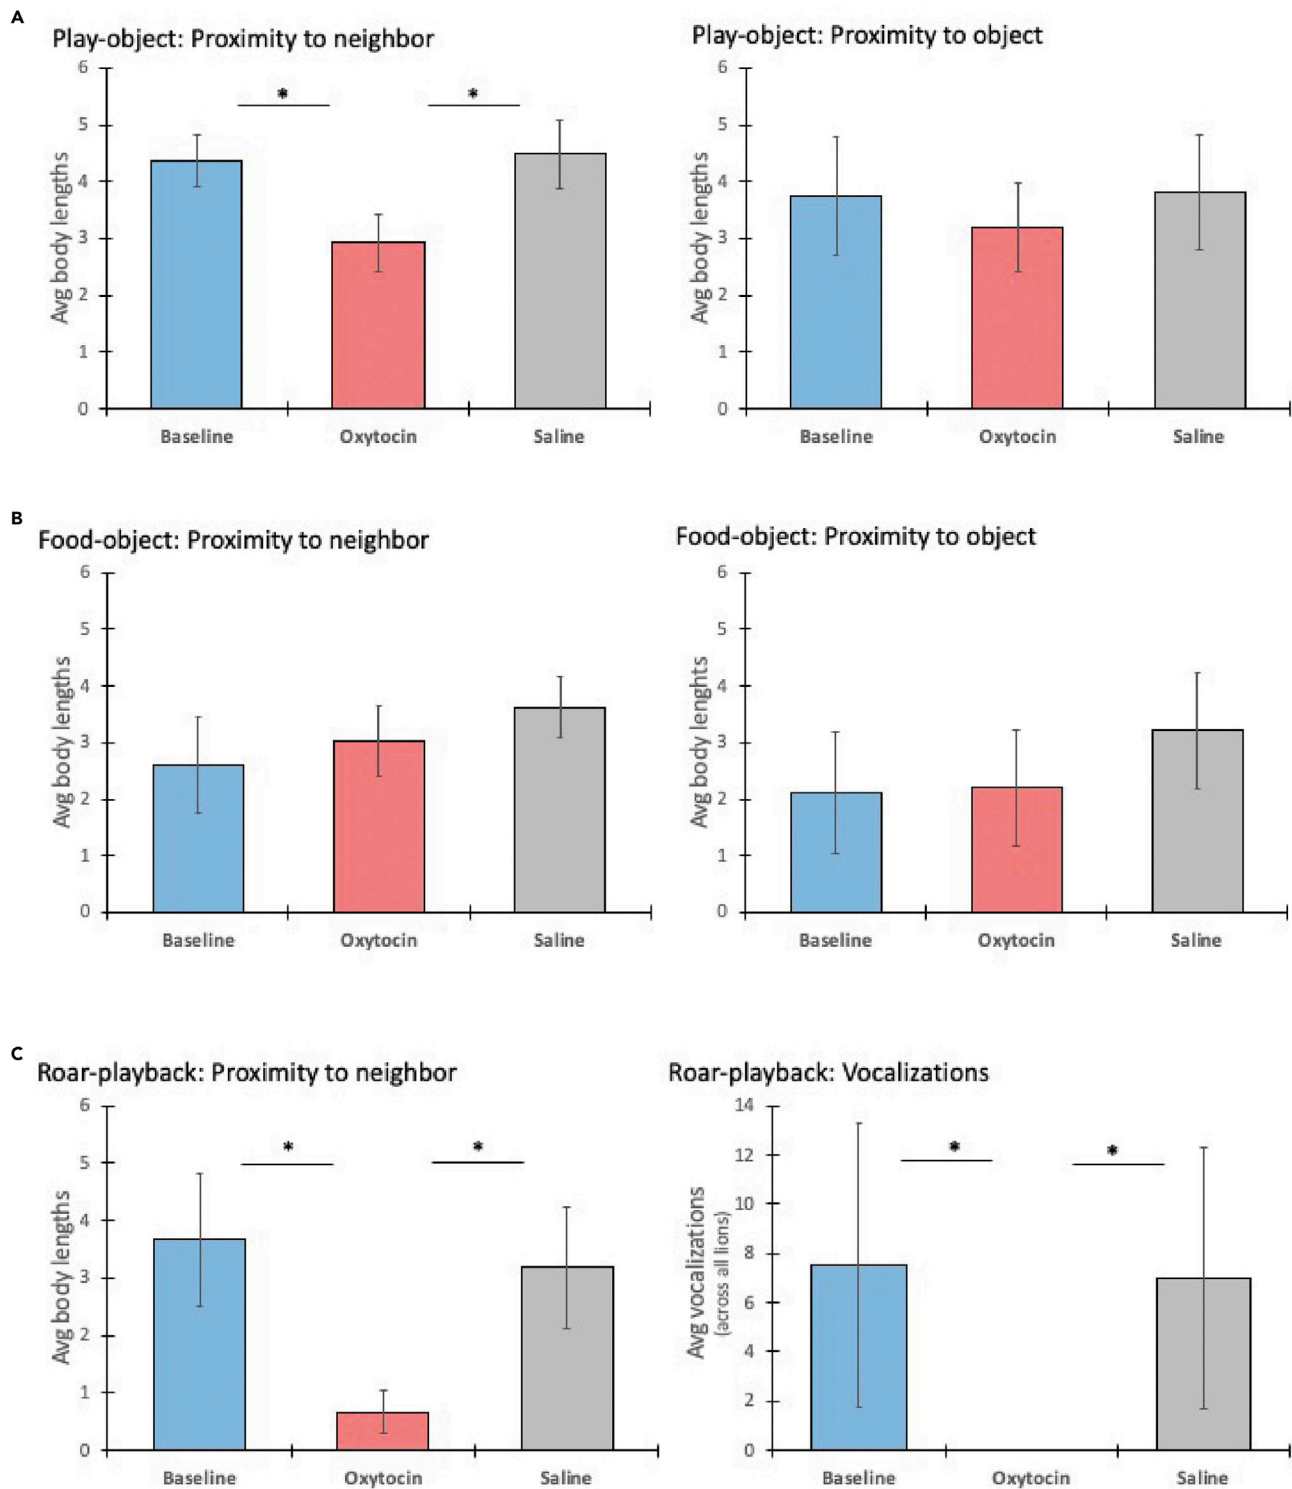 A
Play-object: Proximity to neighbor
6
5
4
3
2
1
0
Avg body lengths
*
*
Baseline
Oxytocin
Saline
Play-object: Proximity to object
6
5
4
3
2
1
0
Avg body lengths
Baseline
Oxytocin
Saline
B
Food-object: Proximity to neighbor
6
5
4
3
2
1
0
Avg body lengths
Baseline
Oxytocin
Saline
Food-object: Proximity to object
6
5
4
3
2
1
0
Avg body lenghts
Baseline
Oxytocin
Saline
C
Roar-playback: Proximity to neighbor
6
5
4
3
2
1
0
Avg body lengths
*
*
Baseline
Oxytocin
Saline
Roar-playback: Vocalizations
14
12
10
8
6
4
2
0
Avg vocalizations
(across all lions)
*
*
Baseline
Oxytocin
Saline